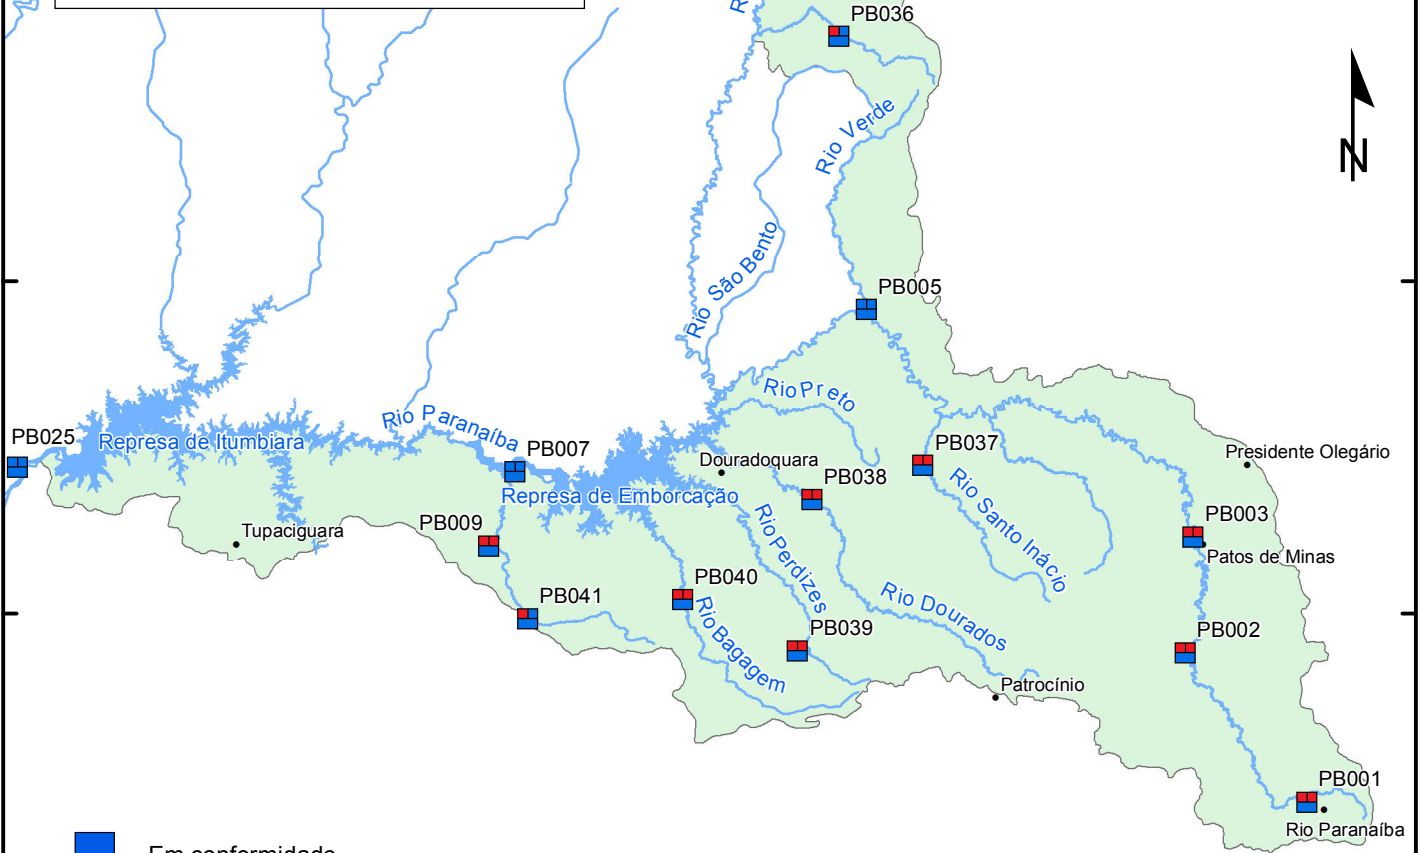 R
PB036
Rio Verde
N
Rio São Bento
PB005
Rio Preto
Rio Paranaíba
PB025
Represa de Itumbiara
PB007
PB037
Presidente Olegário
Douradoquara
PB038
Represa de Emborcação
Rio Santo Inácio
PB003
PB009
Tupaciguara
Rio Perdizes
Patos de Minas
PB041
PB040
Rio Dourados
Rio Bagagem
PB039
PB002
Patrocínio
PB001
Rio Paranaíba
Em conformidade